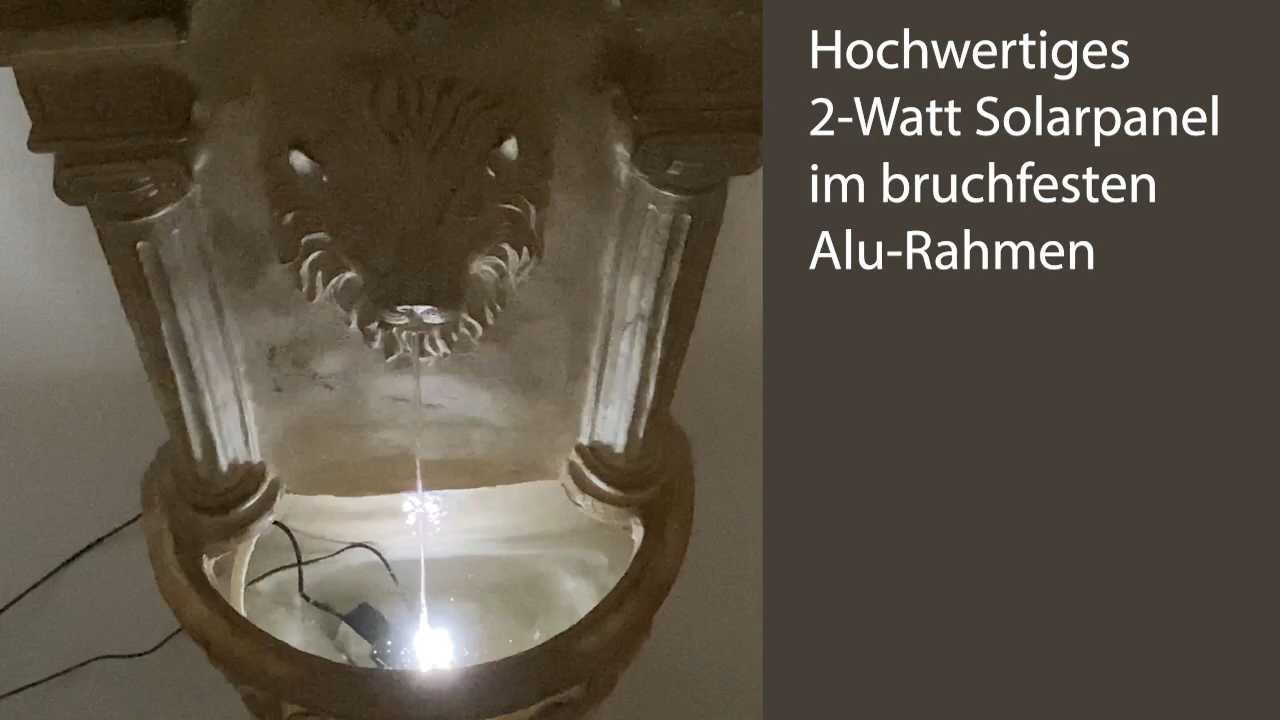 Hochwertiges
2-Watt Solarpanel
im bruchfesten
Alu-Rahmen